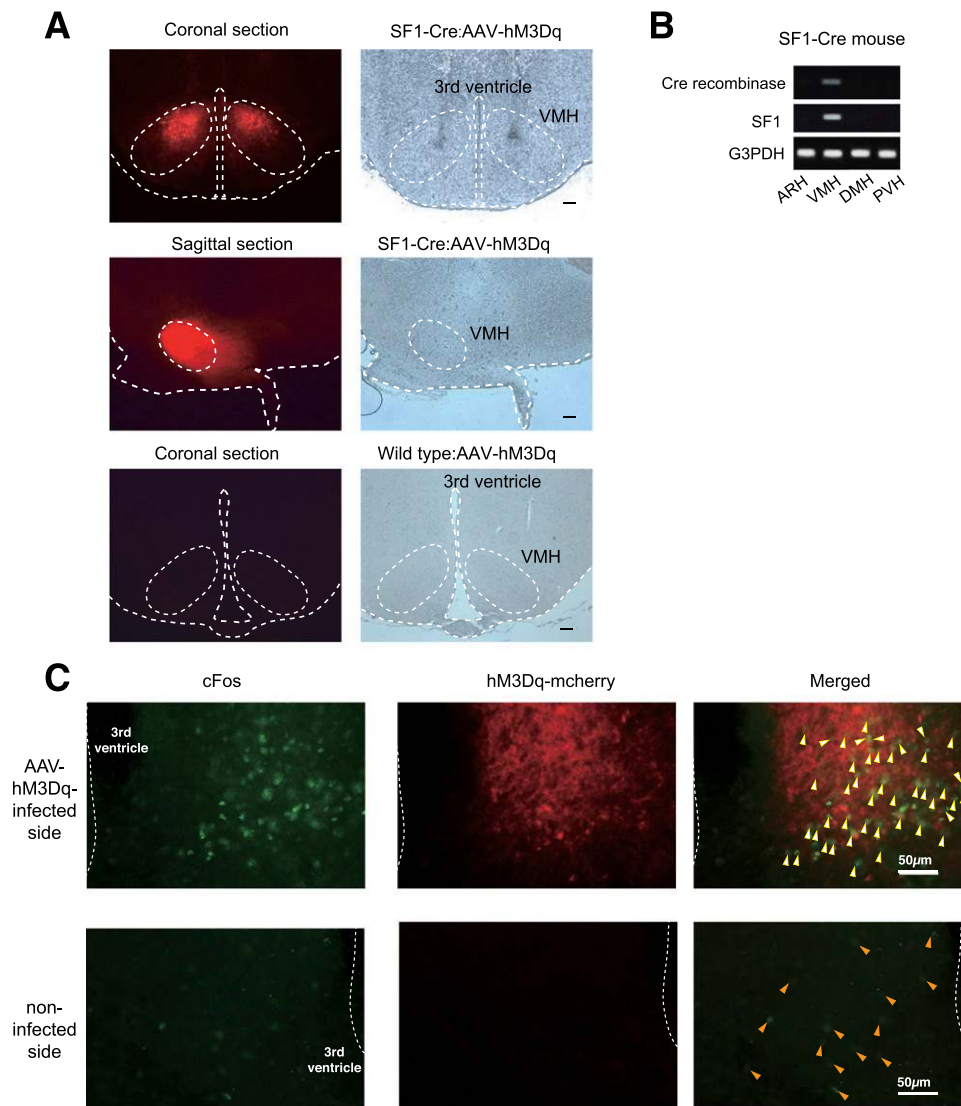 A
Coronal section
SF1-Cre:AAV-hM3Dq
3rd ventricle
VMH
Sagittal section
SF1-Cre:AAV-hM3Dq
VMH
Coronal section
Wild type:AAV-hM3Dq
3rd ventricle
VMH
B
SF1-Cre mouse
Cre recombinase
SF1
G3PDH
ARH
VMH
DMH
PVH
C
cFos
hM3Dq-mcherry
Merged
AAV-
hM3Dq-
infected
side
3rd
ventricle
50µm
non-
infected
side
3rd
ventricle
50µm